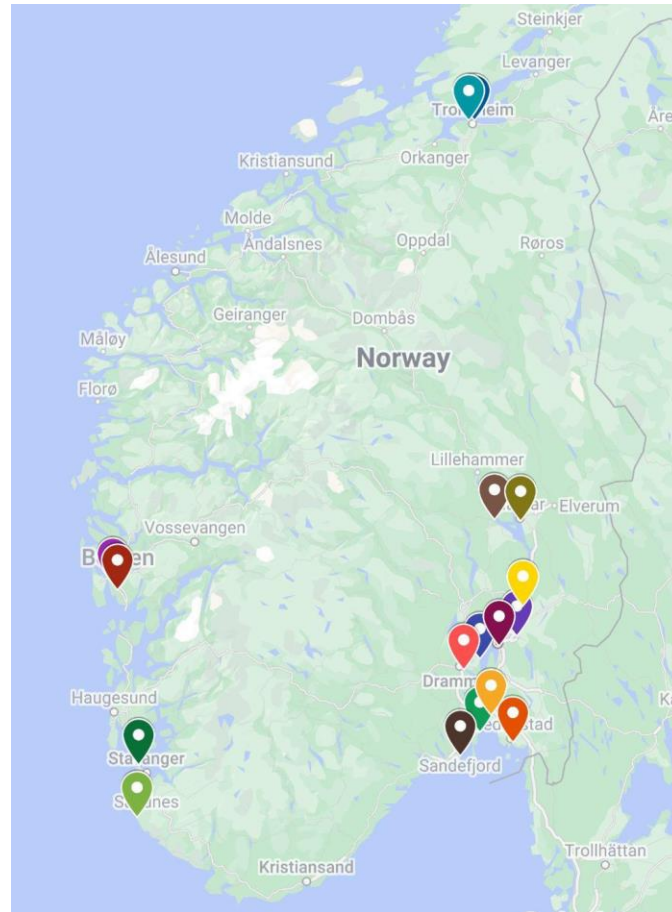 Steinkjer
Levanger
Orkanger
Kristiansund
Molde
Åndalsnes
Oppdal
Røros
Ålesund
Geiranger
Dombås
Måløy
Norway
Florø
Lillehammer
Elverum
Vossevangen
Haugesund
Sandefjord
Trollhättan
Kristiansand